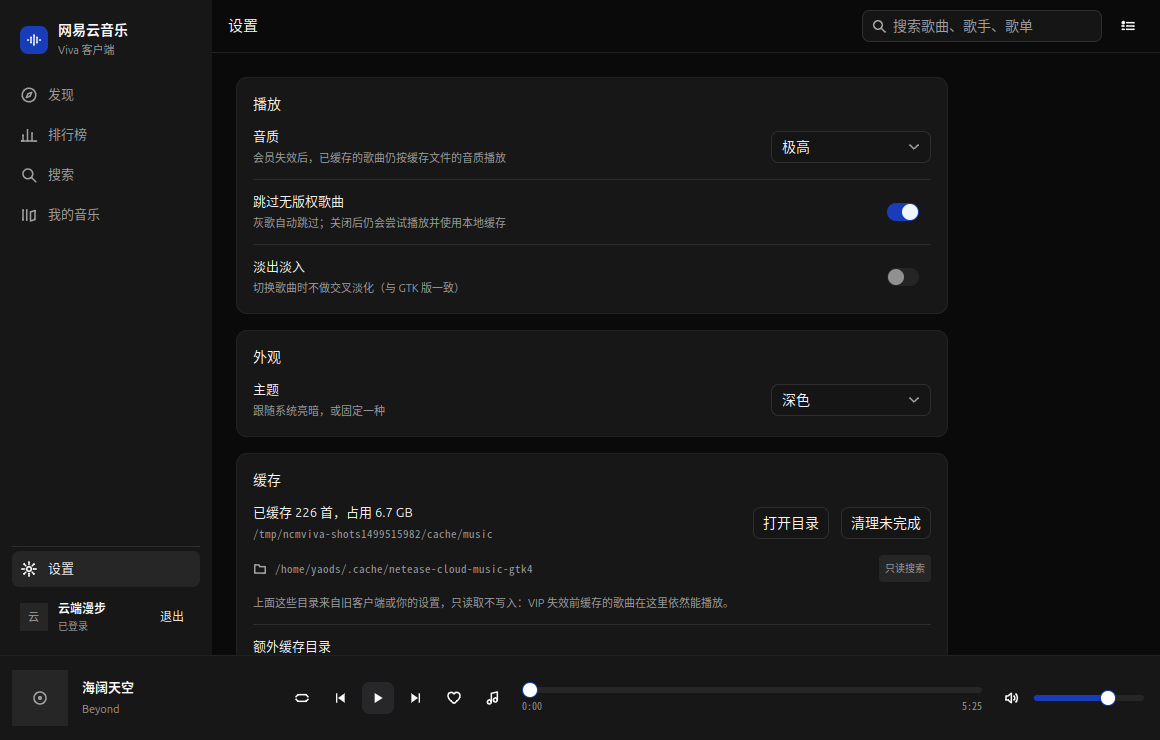 网易云音乐
Viva 客户端
发现
排行榜
搜索
我的音乐
设置
云
云端漫步
已登录
退出
设置
搜索歌曲、歌手、歌单
播放
音质
会员失效后，已缓存的歌曲仍按缓存文件的音质播放
极高
跳过无版权歌曲
灰歌自动跳过；关闭后仍会尝试播放并使用本地缓存
淡出淡入
切换歌曲时不做交叉淡化（与 GTK 版一致）
外观
主题
跟随系统亮暗，或固定一种
深色
缓存
已缓存 226 首，占用 6.7 GB
/tmp/ncmviva-shots1499515982/cache/music
打开目录
清理未完成
/home/yaods/.cache/netease-cloud-music-gtk4
只读搜索
上面这些目录来自旧客户端或你的设置，只读取不写入：VIP 失效前缓存的歌曲在这里依然能播放。
额外缓存目录
海阔天空
Beyond
0:00
5:25